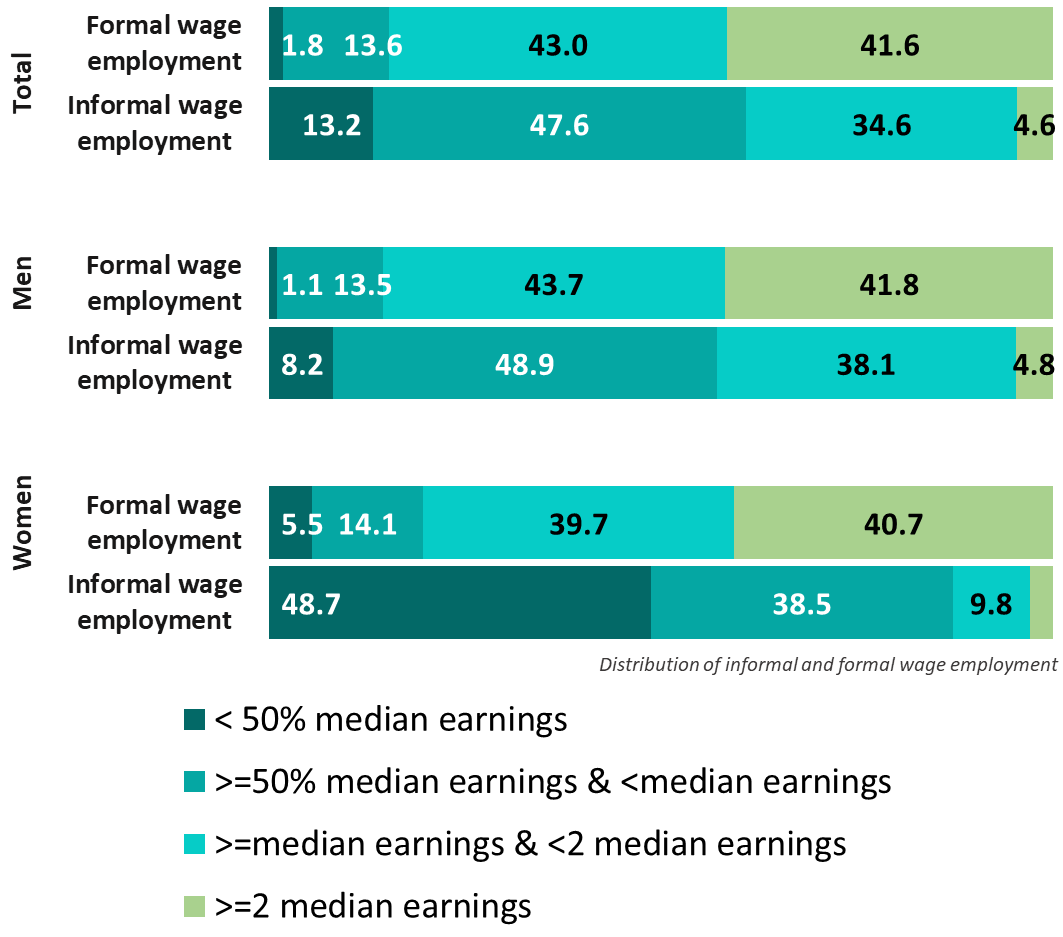 Total
Formal wage
employment
1.8 13.6 43.0 41.6
Informal wage
employment
13.2 47.6 34.6 4.6
Men
Formal wage
employment
1.1 13.5 43.7 41.8
Informal wage
employment
8.2 48.9 38.1 4.8
Women
Formal wage
employment
5.5 14.1 39.7 40.7
Informal wage
employment
48.7 38.5 9.8
Distribution of informal and formal wage employment
< 50% median earnings
>=50% median earnings & <median earnings
>=median earnings & <2 median earnings
>=2 median earnings